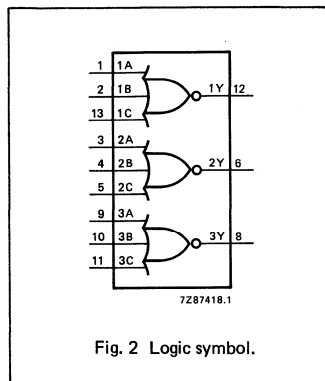 1 1A
2 1B 1Y 12
13 1C
3 2A
4 2B 2Y 6
5 2C
9 3A
10 3B 3Y 8
11 3C
7Z87418.1
Fig. 2 Logic symbol.